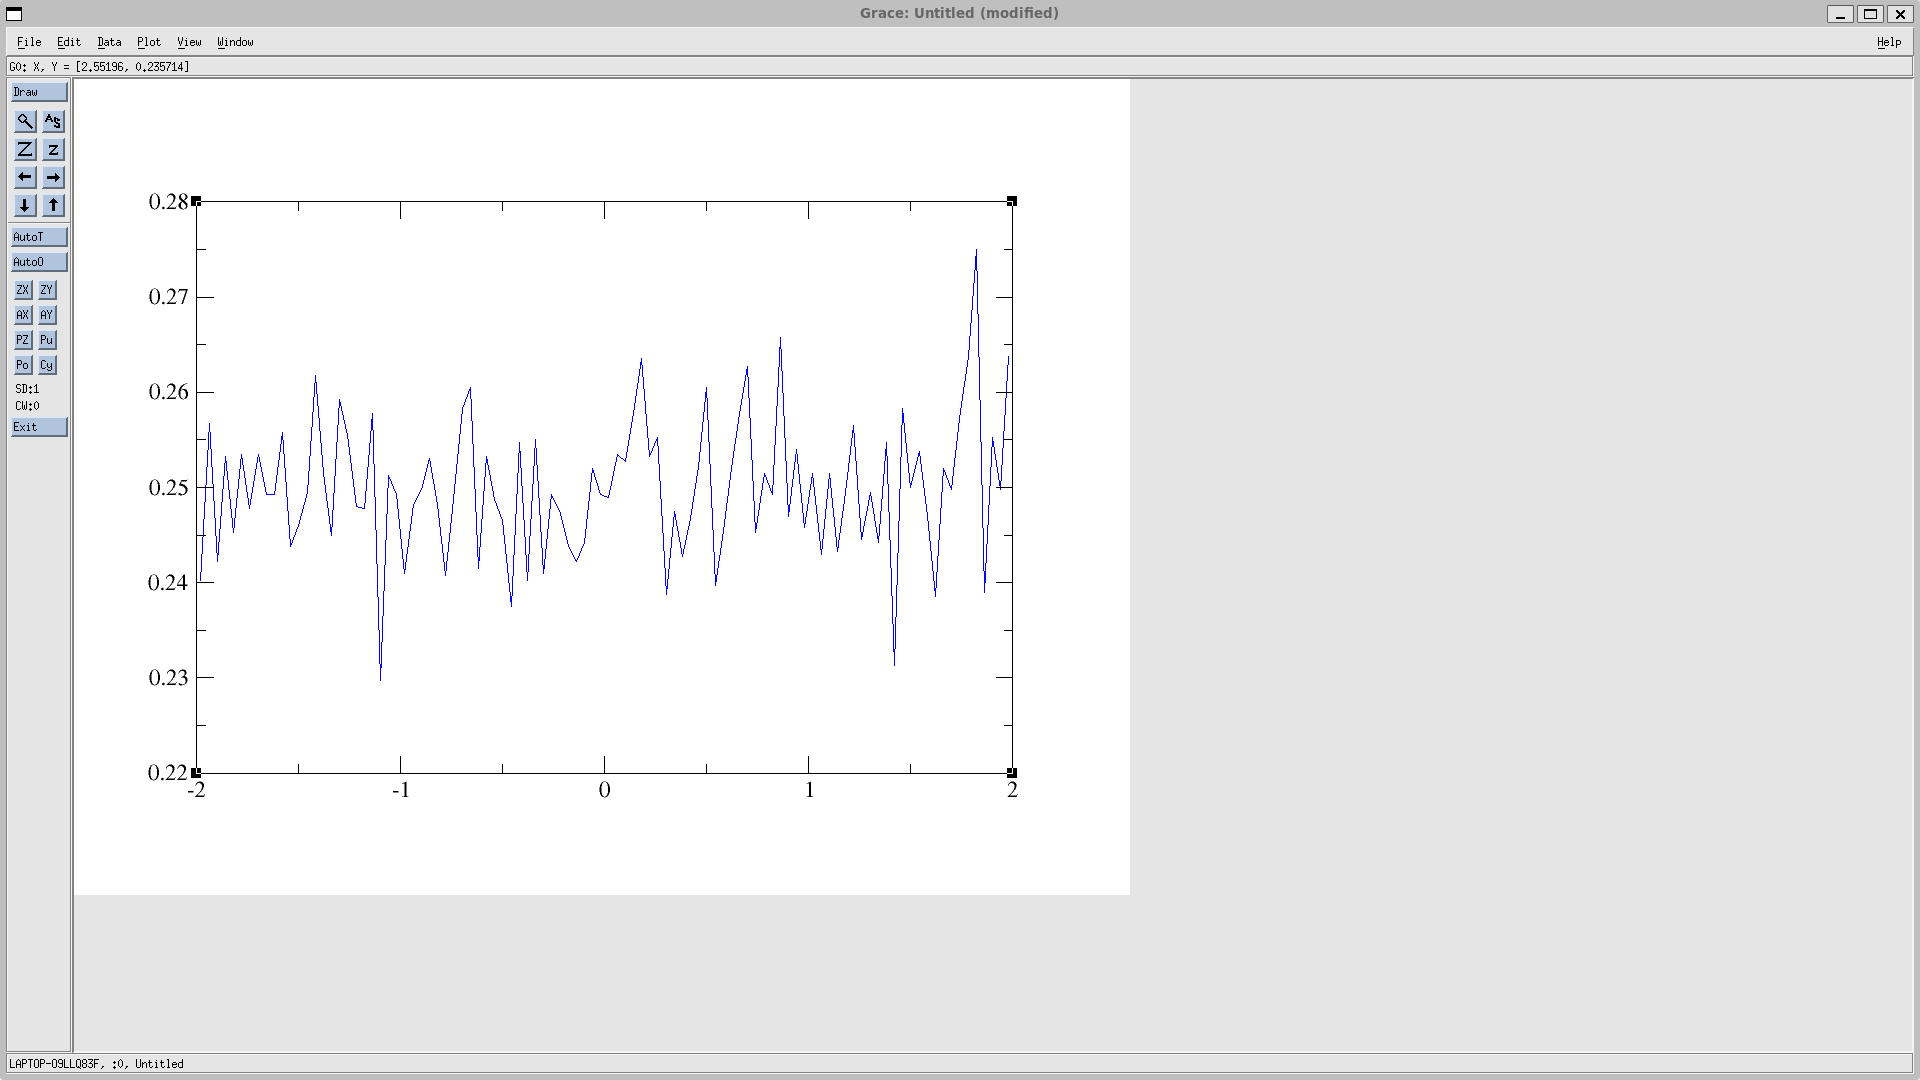 Grace: Untitled (modified)
File Edit Data Plot View Window Help
G0: X, Y = [2.55196, 0.235714]
Draw
AS
Z z
AutoT
AutoO
ZX ZY
AX AY
PZ Pu
Po Cy
SD:1
CW:0
Exit
0.28
0.27
0.26
0.25
0.24
0.23
0.22
-2 -1 0 1 2
LAPTOP-O9LLQ83F, :0, Untitled